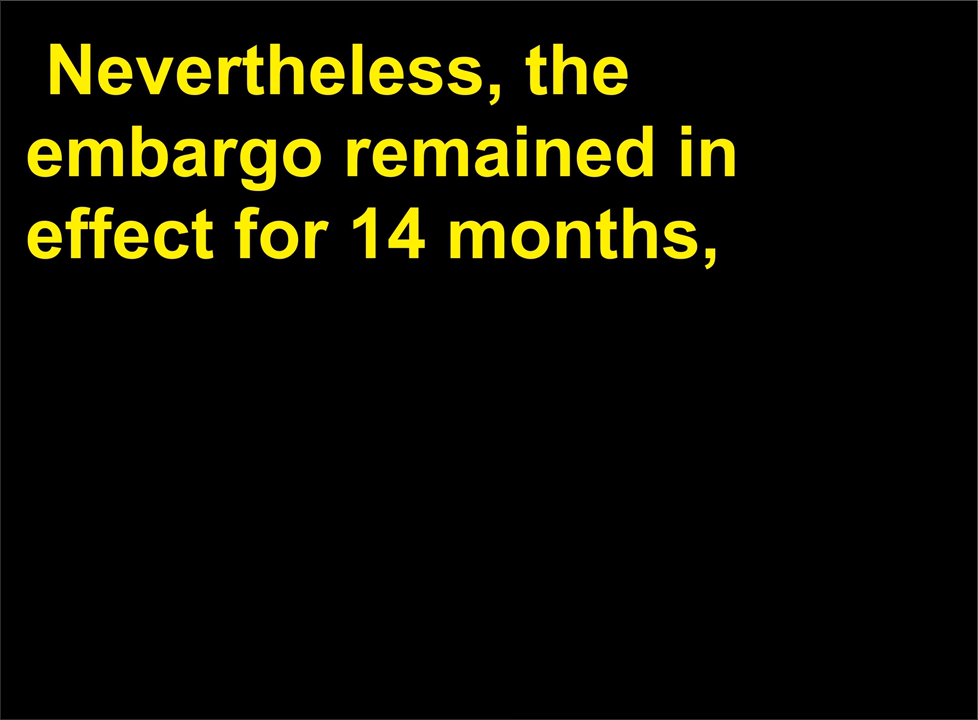 Nevertheless, the
embargo remained in
effect for 14 months,